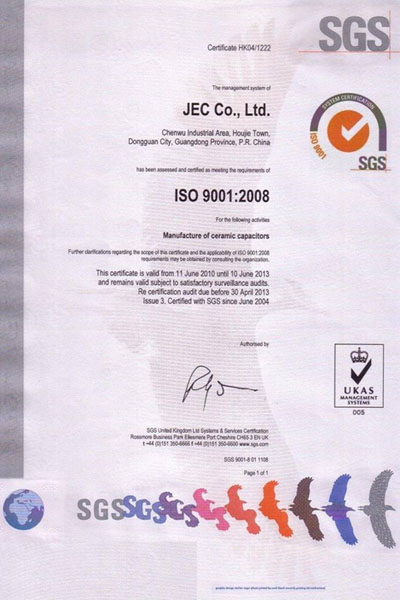 Certificate HK04/1222
SGS
The management system of
JEC Co., Ltd.
Chenwu Industrial Area, Houjie Town,
Dongguan City, Guangdong Province, P.R. China
SYSTEM CERTIFICATION
ISO 9001
SGS
has been assessed and certified as meeting the requirements of
ISO 9001:2008
For the following activities
Manufacture of ceramic capacitors
Further clarifications regarding the scope of this certificate and the applicability of ISO 9001:2008
requirements may be obtained by consulting the organization.
This certificate is valid from 11 June 2010 until 10 June 2013
and remains valid subject to satisfactory surveillance audits.
Re certification audit due before 30 April 2013
Issue 3. Certified with SGS since June 2004
Authorised by
UKAS
MANAGEMENT
SYSTEMS
005
SGS United Kingdom Ltd Systems & Services Certification
Rossmore Business Park Ellesmere Port Cheshire CH65 3 EN UK
t +44 (0)151 350-6666 f +44 (0)151 350-6600 www.sgs.com
SGS 9001-8 01 1108
Page 1 of 1
SGS SGS SGS